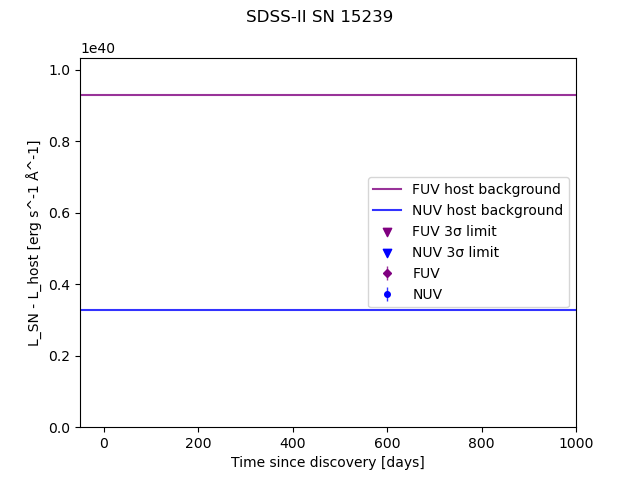 SDSS-II SN 15239
1e40
1.0
0.8
0.6
0.4
0.2
0.0
L_SN - L_host [erg s^-1 Å^-1]
FUV host background
NUV host background
FUV 3σ limit
NUV 3σ limit
FUV
NUV
0 200 400 600 800 1000
Time since discovery [days]